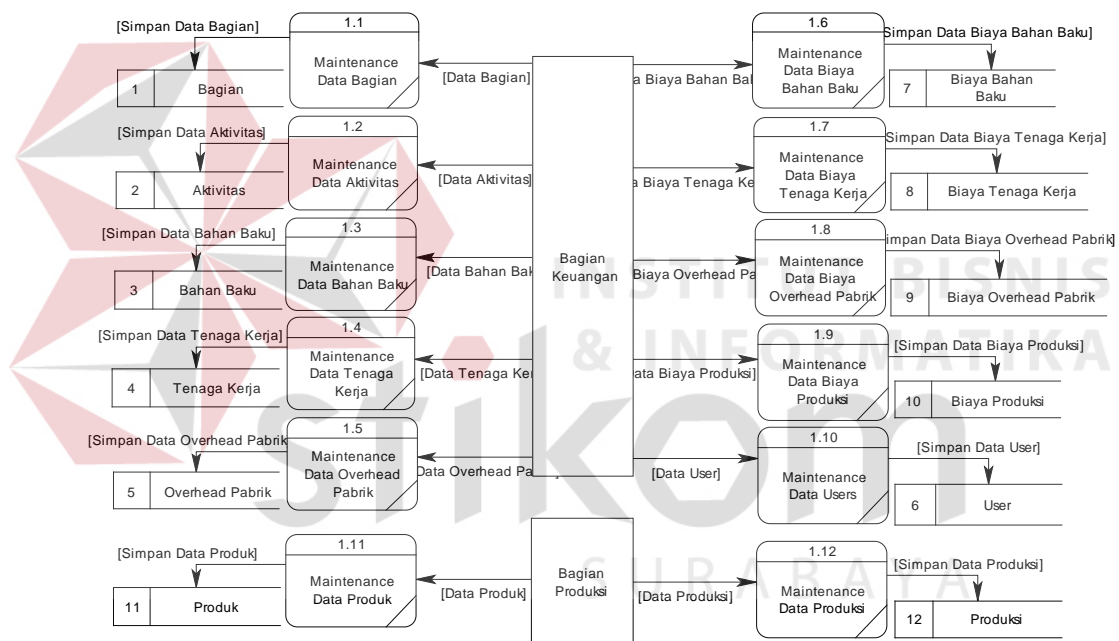 1.1
[Simpan Data Bagian]
Maintenance
Data Bagian
[Data Bagian]
1
Bagian
1.2
[Simpan Data Aktivitas]
Maintenance
Data Aktivitas
[Data Aktivitas]
2
Aktivitas
1.3
[Simpan Data Bahan Baku]
Maintenance
Data Bahan Baku
[Data Bahan Bak
3
Bahan Baku
1.4
[Simpan Data Tenaga Kerja]
Maintenance
Data Tenaga
Kerja
[Data Tenaga Ker
4
Tenaga Kerja
1.5
[Simpan Data Overhead Pabrik
Maintenance
Data Overhead
Pabrik
Data Overhead Pa
5
Overhead Pabrik
Bagian
Keuangan
1.6
Simpan Data Biaya Bahan Baku]
Maintenance
Data Biaya
Bahan Baku
a Biaya Bahan Bak
7
Biaya Bahan
Baku
1.7
Simpan Data Biaya Tenaga Kerja]
Maintenance
Data Biaya
Tenaga Kerja
a Biaya Tenaga Ke
8
Biaya Tenaga Kerja
1.8
impan Data Biaya Overhead Pabrik]
Maintenance
Data Biaya
Overhead Pabrik
Biaya Overhead Pa
9
Biaya Overhead Pabrik
1.9
[Simpan Data Biaya Produksi]
Maintenance
Data Biaya
Produksi
Data Biaya Produksi]
10
Biaya Produksi
1.10
[Simpan Data User]
Maintenance
Data Users
[Data User]
6
User
1.11
[Simpan Data Produk]
Maintenance
Data Produk
[Data Produk]
11
Produk
Bagian
Produksi
1.12
[Simpan Data Produksi]
Maintenance
Data Produksi
[Data Produksi]
12
Produksi
INSTITUT BISNIS
& INFORMATIKA
stikom
SURABAYA